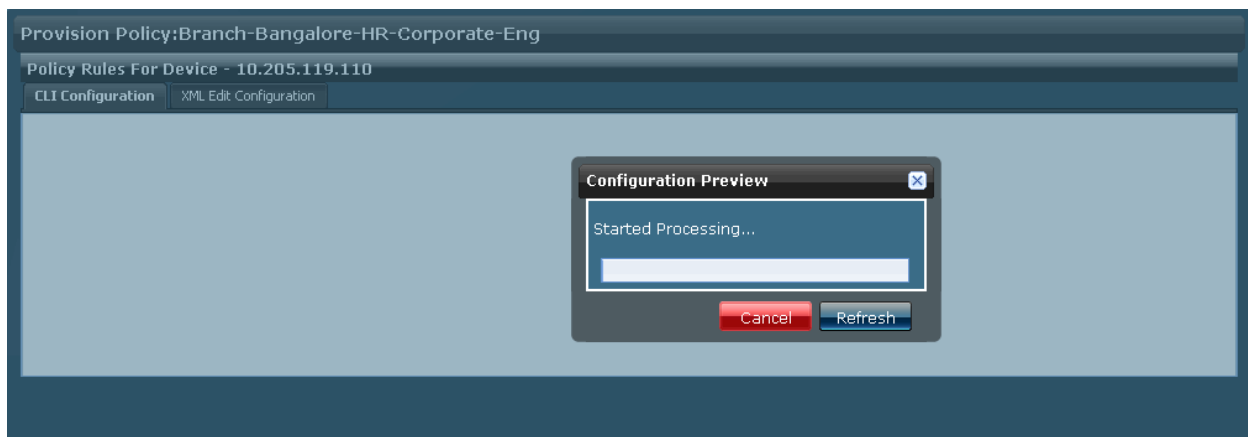 Provision Policy:Branch-Bangalore-HR-Corporate-Eng
Policy Rules For Device - 10.205.119.110
CLI Configuration XML Edit Configuration
Configuration Preview
Started Processing...
Cancel Refresh